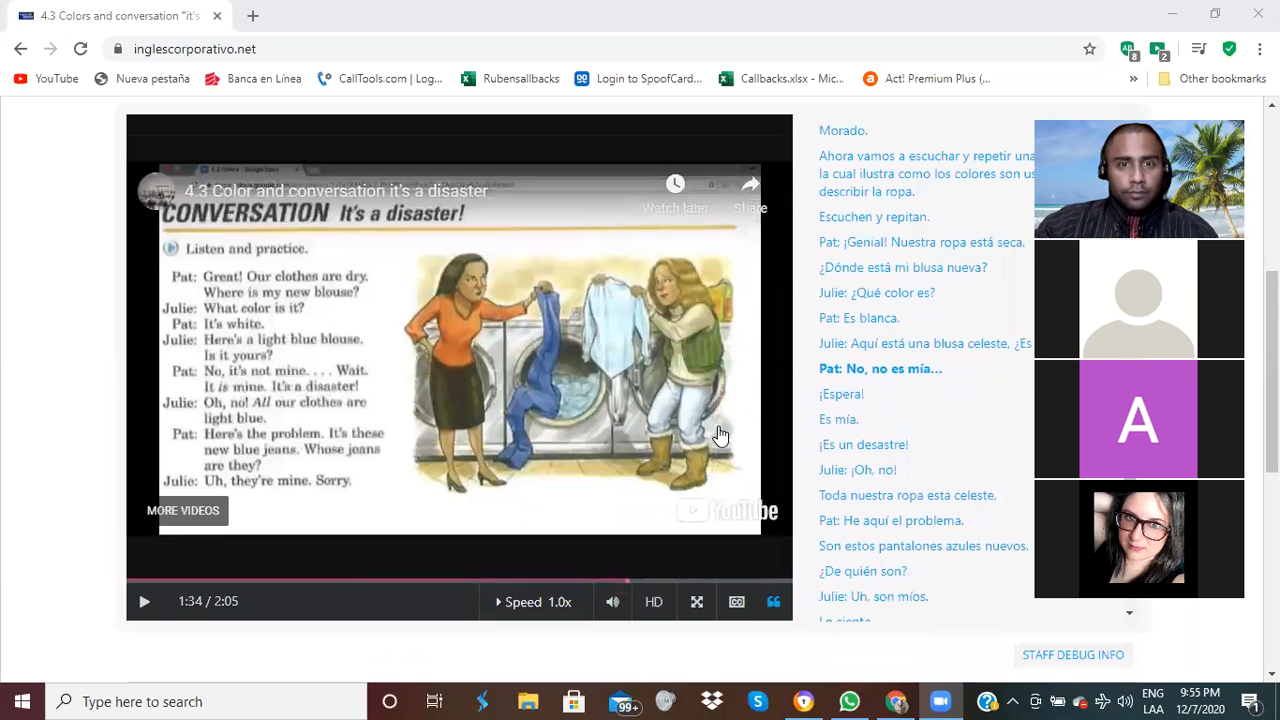 4.3 Colors and conversation "it's
inglescorporativo.net
8
2
YouTube
Nueva pestaña
Banca en Línea
CallTools.com | Log...
Rubensallbacks
Login to SpoofCard...
Callbacks.xlsx - Mic...
Act! Premium Plus (...
»
Other bookmarks
4.3 Color and conversation it's a disaster
Watch later
Share
CONVERSATION It's a disaster!
Listen and practice.
Pat: Great! Our clothes are dry.
Where is my new blouse?
Julie: What color is it?
Pat: It's white.
Julie: Here's a light blue blouse.
Is it yours?
Pat: No, it's not mine. . . . Wait.
It is mine. It's a disaster!
Julie: Oh, no! All our clothes are
light blue.
Pat: Here's the problem. It's these
new blue jeans. Whose jeans
are they?
Julie: Uh, they're mine. Sorry.
MORE VIDEOS
YouTube
1:34 / 2:05
Speed 1.0x
HD
Morado.
Ahora vamos a escuchar y repetir una
la cual ilustra como los colores son us
describir la ropa.
Escuchen y repitan.
Pat: ¡Genial! Nuestra ropa está seca,
¿Dónde está mi blusa nueva?
Julie: ¿Qué color es?
Pat: Es blanca.
Julie: Aquí está una blusa celeste, ¿Es
Pat: No, no es mía...
¡Espera!
Es mía.
¡Es un desastre!
Julie: ¡Oh, no!
Toda nuestra ropa esta celeste,
Pat: He aquí el problema.
Son estos pantalones azules nuevos.
¿De quién son?
Julie: Uh, son míos.
Lo siento
A
STAFF DEBUG INFO
Type here to search
99+
ENG
LAA
9:55 PM
12/7/2020
1